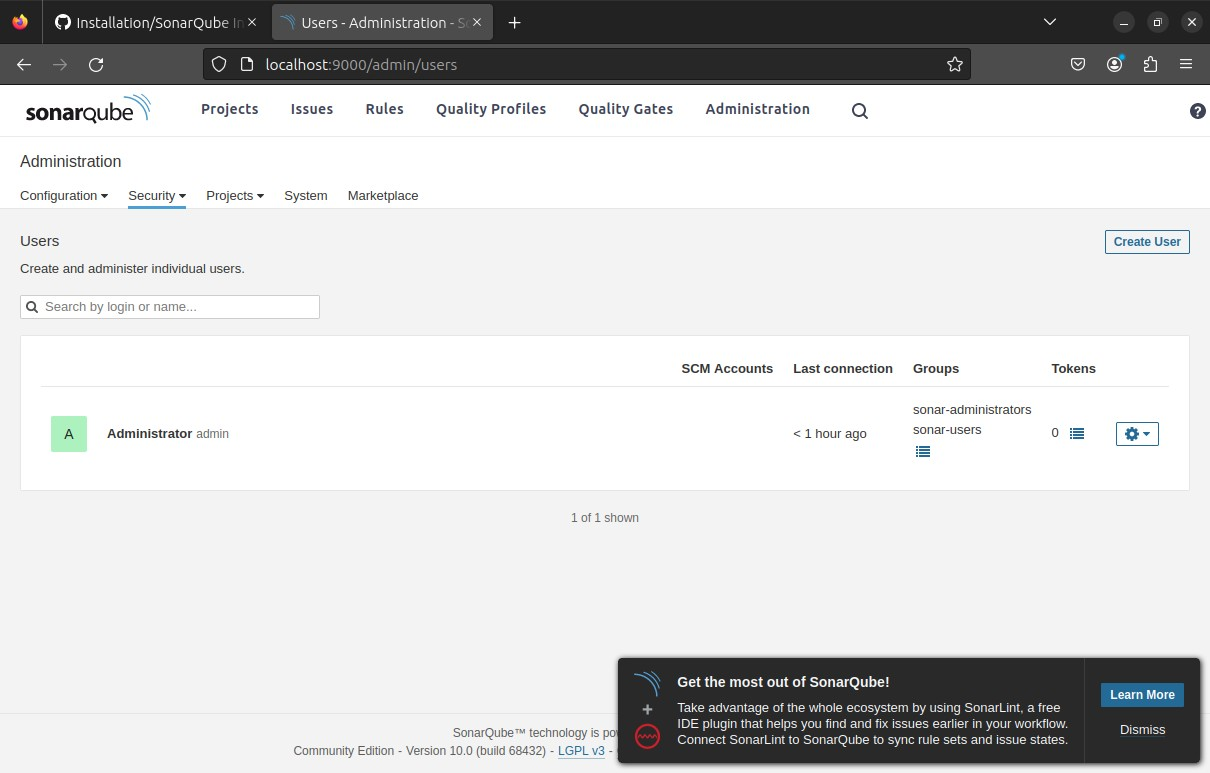 Installation/SonarQube In
Users - Administration - So
localhost:9000/admin/users
sonarqube
Projects
Issues
Rules
Quality Profiles
Quality Gates
Administration
Administration
Configuration
Security
Projects
System
Marketplace
Users
Create User
Create and administer individual users.
Search by login or name...
SCM Accounts
Last connection
Groups
Tokens
A
Administrator admin
< 1 hour ago
sonar-administrators
sonar-users
0
1 of 1 shown
Get the most out of SonarQube!
Take advantage of the whole ecosystem by using SonarLint, a free
IDE plugin that helps you find and fix issues earlier in your workflow.
Connect SonarLint to SonarQube to sync rule sets and issue states.
Learn More
Dismiss
SonarQube™ technology is
Community Edition - Version 10.0 (build 68432) - LGPL v3 -